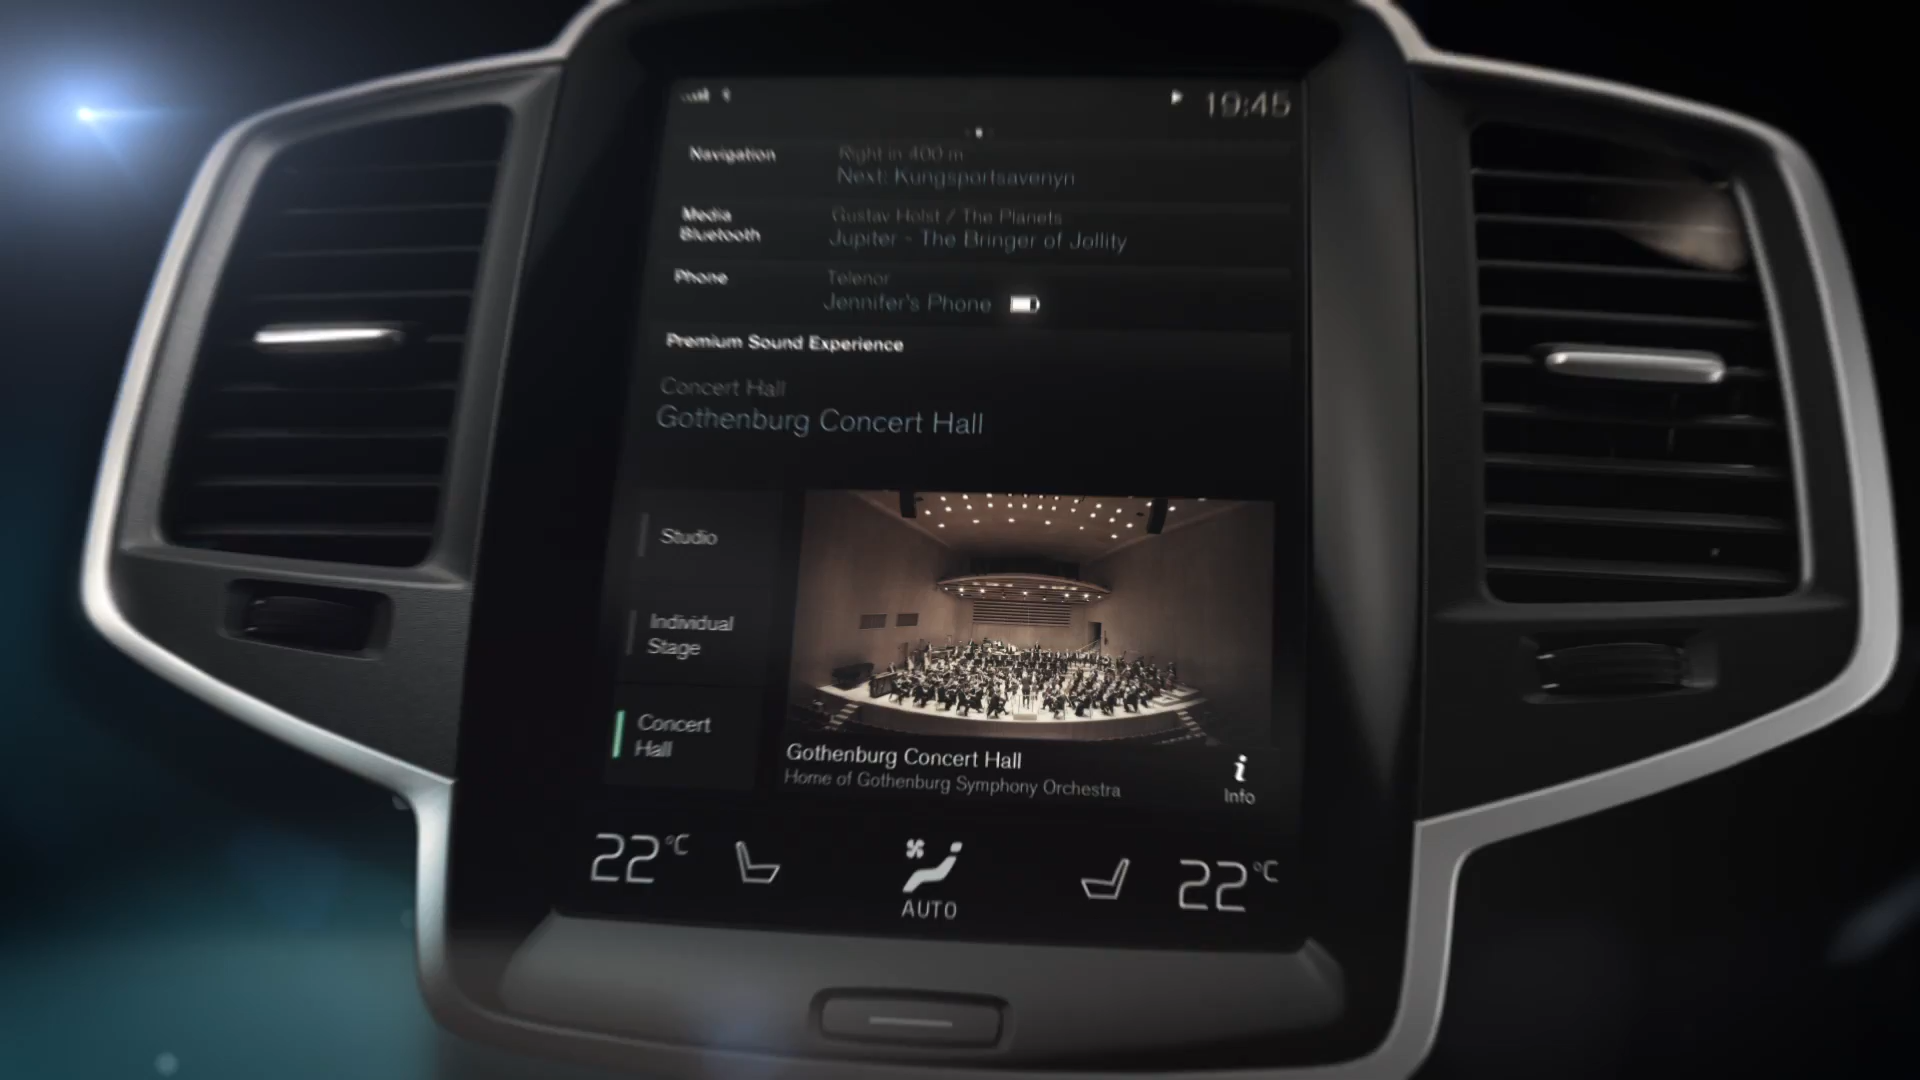 19:45
Navigation
Right in 400 m
Next: Kungsportsavenyn
Media
Bluetooth
Gustav Holst / The Planets
Jupiter - The Bringer of Jollity
Phone
Telenor
Jennifer's Phone
Premium Sound Experience
Concert Hall
Gothenburg Concert Hall
Studio
Individual
Stage
Concert
Hall
Gothenburg Concert Hall
Home of Gothenburg Symphony Orchestra
Info
22°C
AUTO
22°C